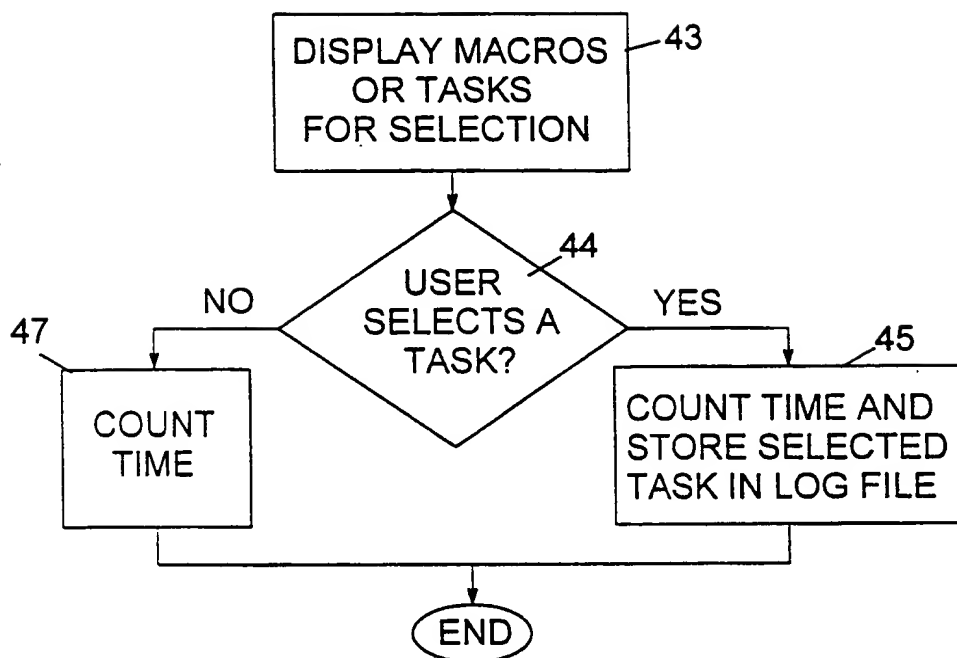 DISPLAY MACROS
OR TASKS
FOR SELECTION
43
USER
SELECTS A
TASK?
44
NO
YES
47
COUNT
TIME
45
COUNT TIME AND
STORE SELECTED
TASK IN LOG FILE
END